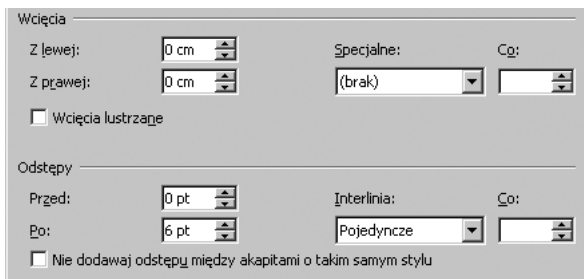 Wcięcia
Z lewej: 0 cm Specjalne: Co:
Z prawej: 0 cm (brak)
Wcięcia lustrzane
Odstępy
Przed: 0 pt Interlinia: Co:
Po: 6 pt Pojedyncze
Nie dodawaj odstępu między akapitami o takim samym stylu